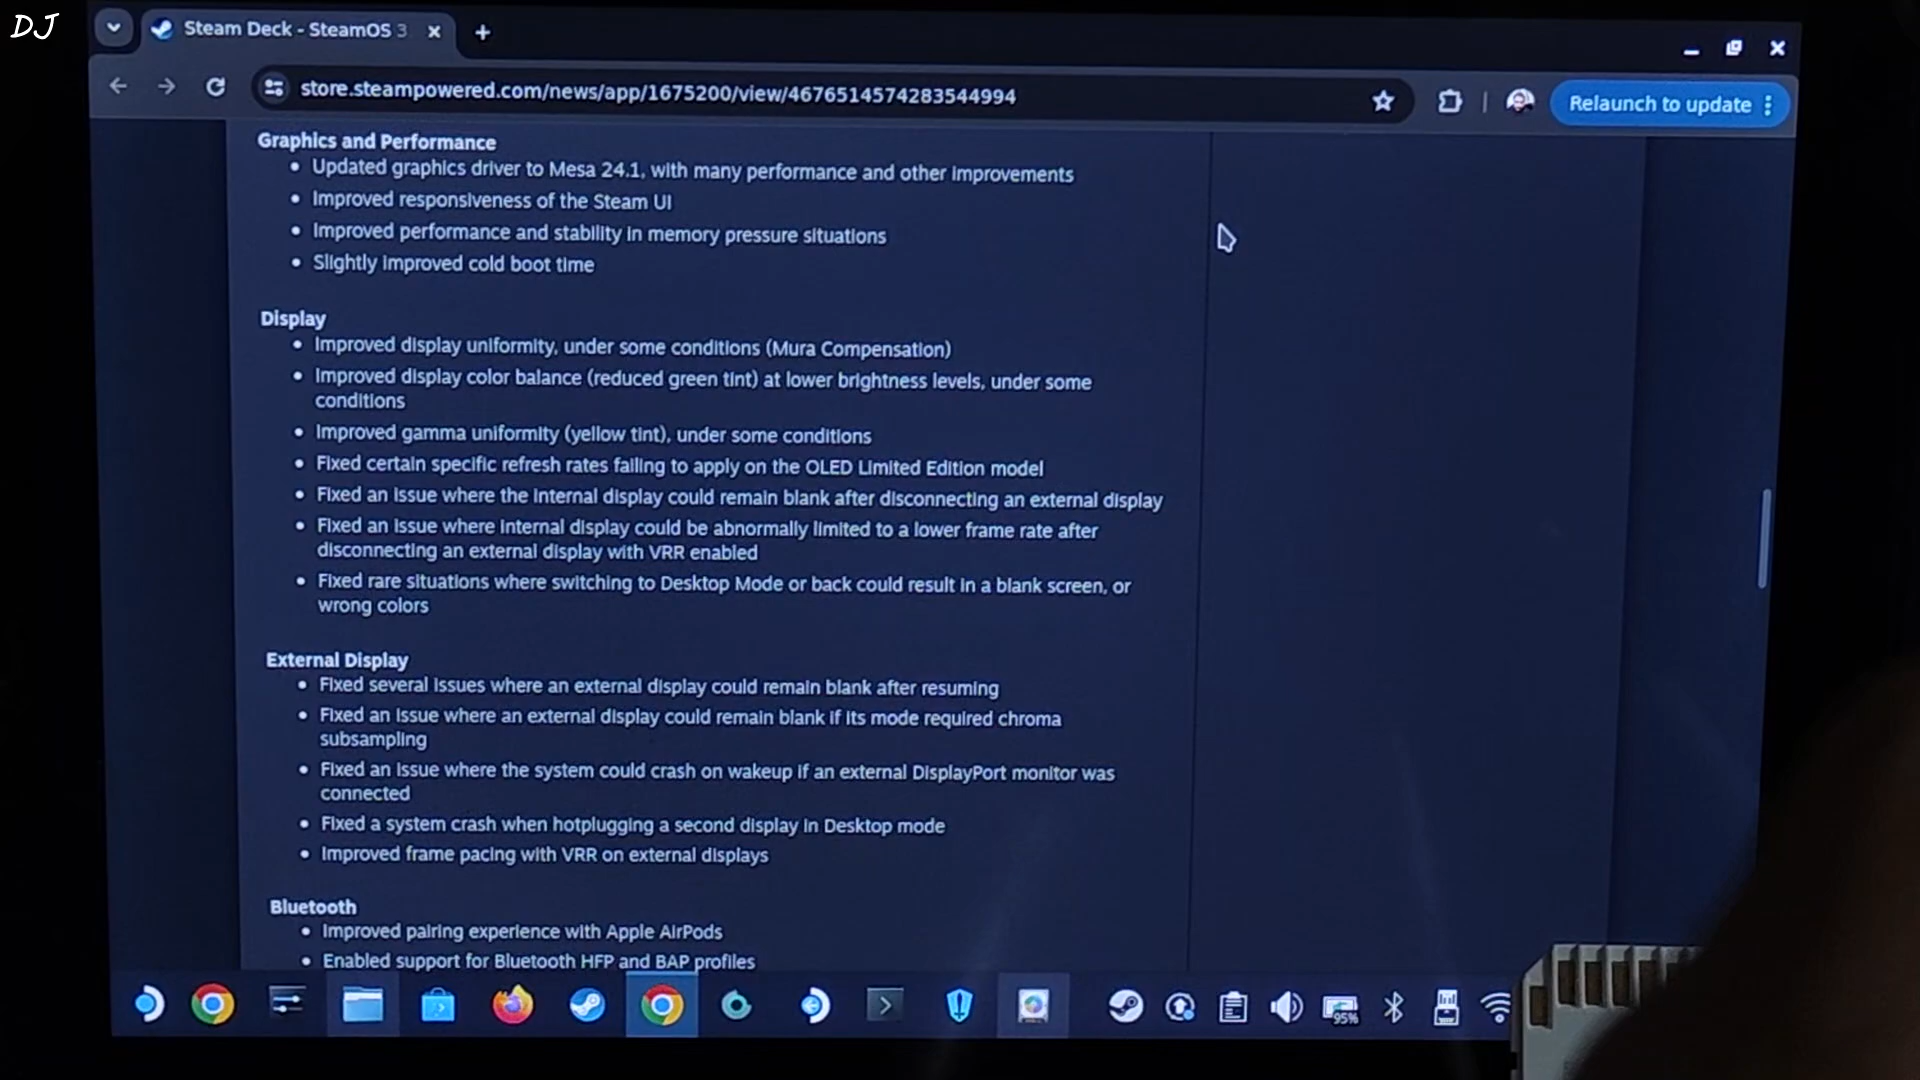 DJ
Steam Deck - SteamOS 3
store.steampowered.com/news/app/1675200/view/4676514574283544994
Relaunch to update
Graphics and Performance
Updated graphics driver to Mesa 24.1, with many performance and other improvements
Improved responsiveness of the Steam UI
Improved performance and stability in memory pressure situations
Slightly improved cold boot time
Display
Improved display uniformity, under some conditions (Mura Compensation)
Improved display color balance (reduced green tint) at lower brightness levels, under some
conditions
Improved gamma uniformity (yellow tint), under some conditions
Fixed certain specific refresh rates failing to apply on the OLED Limited Edition model
Fixed an issue where the internal display could remain blank after disconnecting an external display
Fixed an issue where internal display could be abnormally limited to a lower frame rate after
disconnecting an external display with VRR enabled
Fixed rare situations where switching to Desktop Mode or back could result in a blank screen, or
wrong colors
External Display
Fixed several issues where an external display could remain blank after resuming
Fixed an issue where an external display could remain blank if its mode required chroma
subsampling
Fixed an issue where the system could crash on wakeup if an external DisplayPort monitor was
connected
Fixed a system crash when hotplugging a second display in Desktop mode
Improved frame pacing with VRR on external displays
Bluetooth
Improved pairing experience with Apple AirPods
Enabled support for Bluetooth HFP and BAP profiles
95%